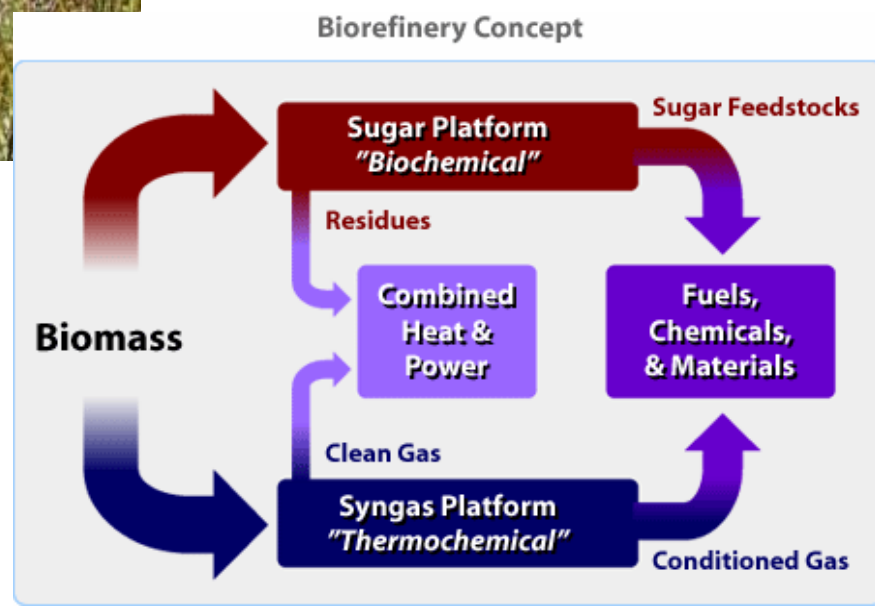 Biorefinery Concept
Sugar Platform
"Biochemical"
Sugar Feedstocks
Residues
Combined
Heat &
Power
Fuels,
Chemicals,
& Materials
Biomass
Clean Gas
Syngas Platform
"Thermochemical"
Conditioned Gas